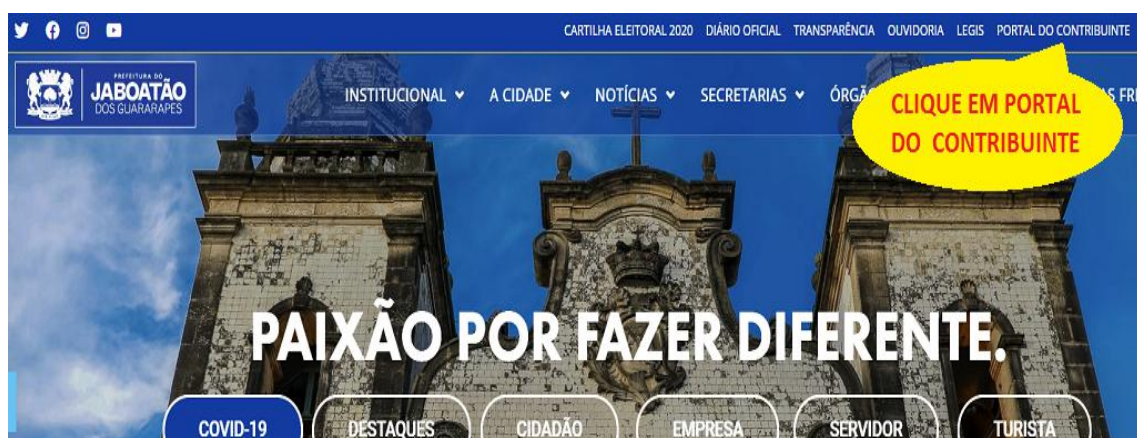 CARTILHA ELEITORAL 2020 DIÁRIO OFICIAL TRANSPARÊNCIA OUVIDORIA LEGIS PORTAL DO CONTRIBUINTE
PREFEITURA DO
JABOATÃO
DOS GUARARAPES
INSTITUCIONAL A CIDADE NOTÍCIAS SECRETARIAS
CLIQUE EM PORTAL
DO CONTRIBUINTE
PAIXÃO POR FAZER DIFERENTE.
COVID-19 DESTAQUES CIDADÃO EMPRESA SERVIDOR TURISTA